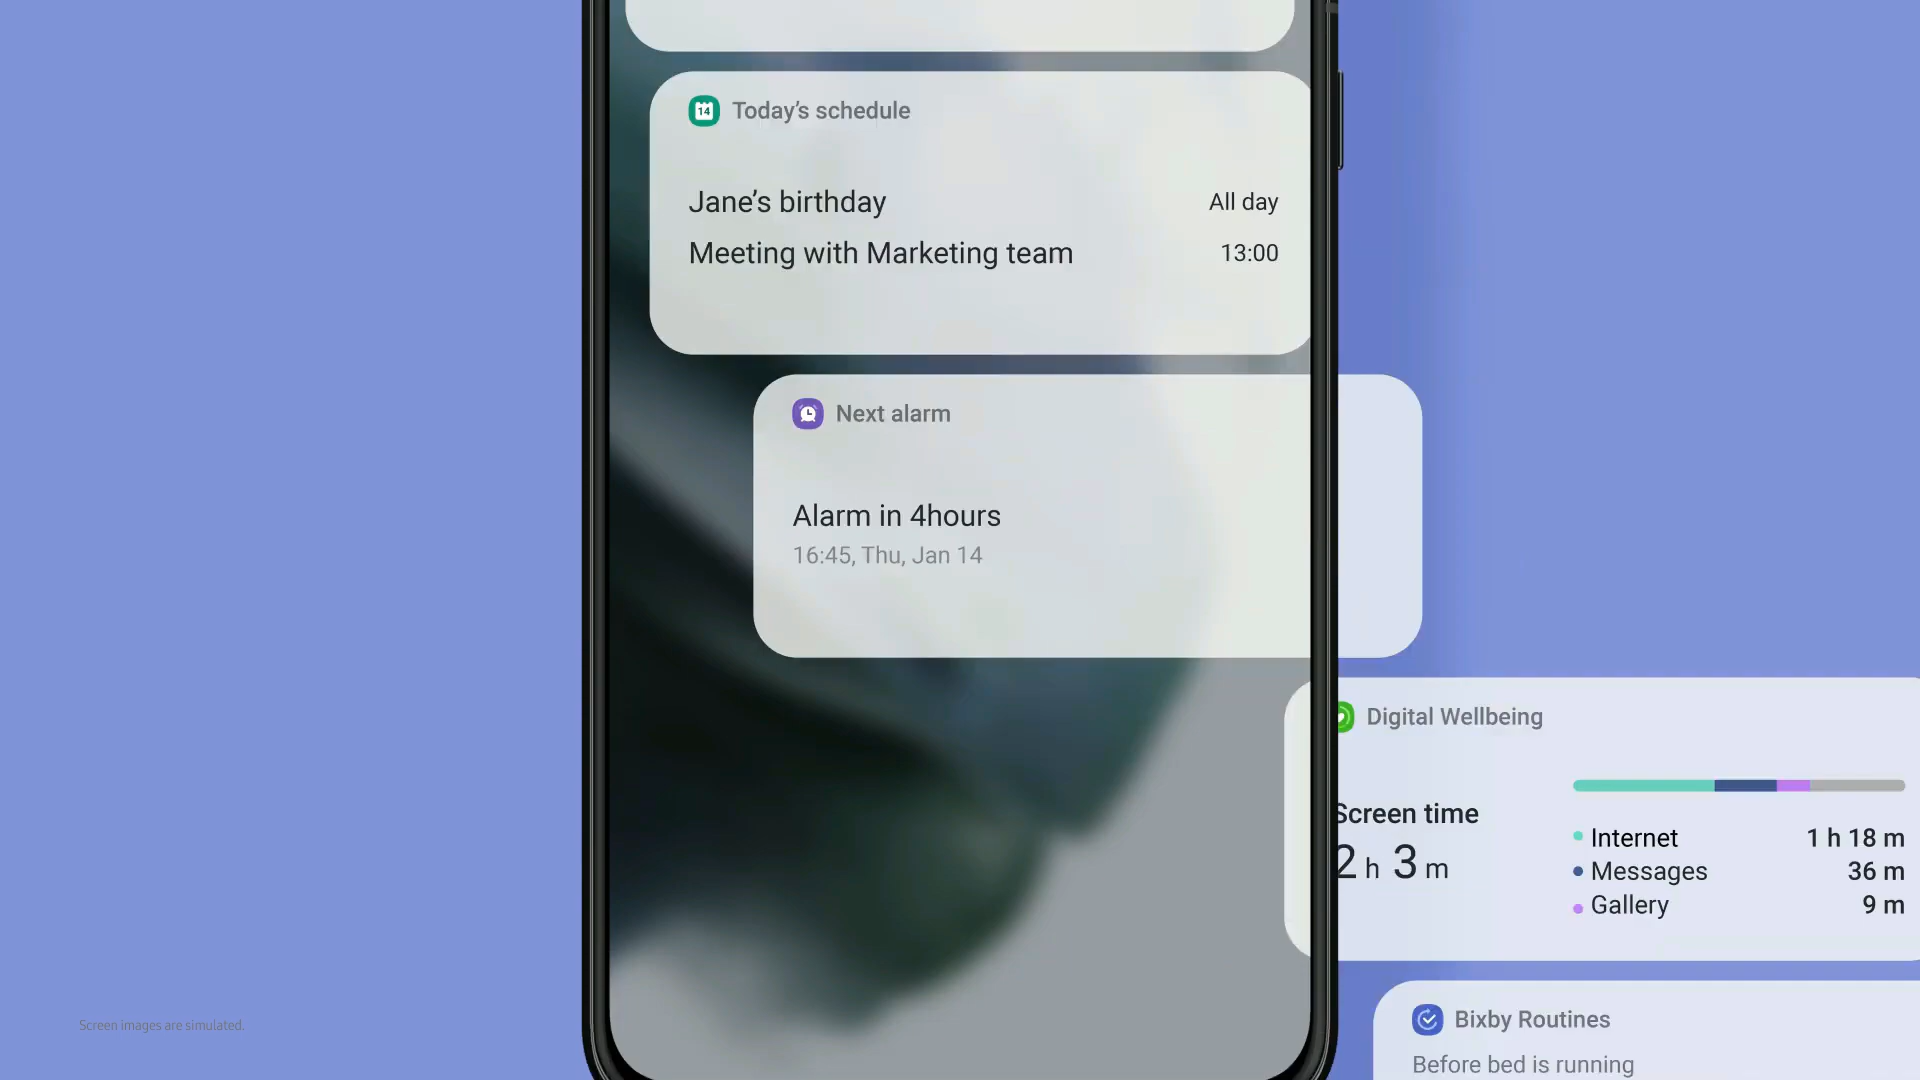 14 Today's schedule
Jane's birthday All day
Meeting with Marketing team 13:00
Next alarm
Alarm in 4hours
16:45, Thu, Jan 14
Digital Wellbeing
Screen time
2 h 3 m
Internet 1 h 18 m
Messages 36 m
Gallery 9 m
Bixby Routines
Before bed is running
Screen images are simulated.